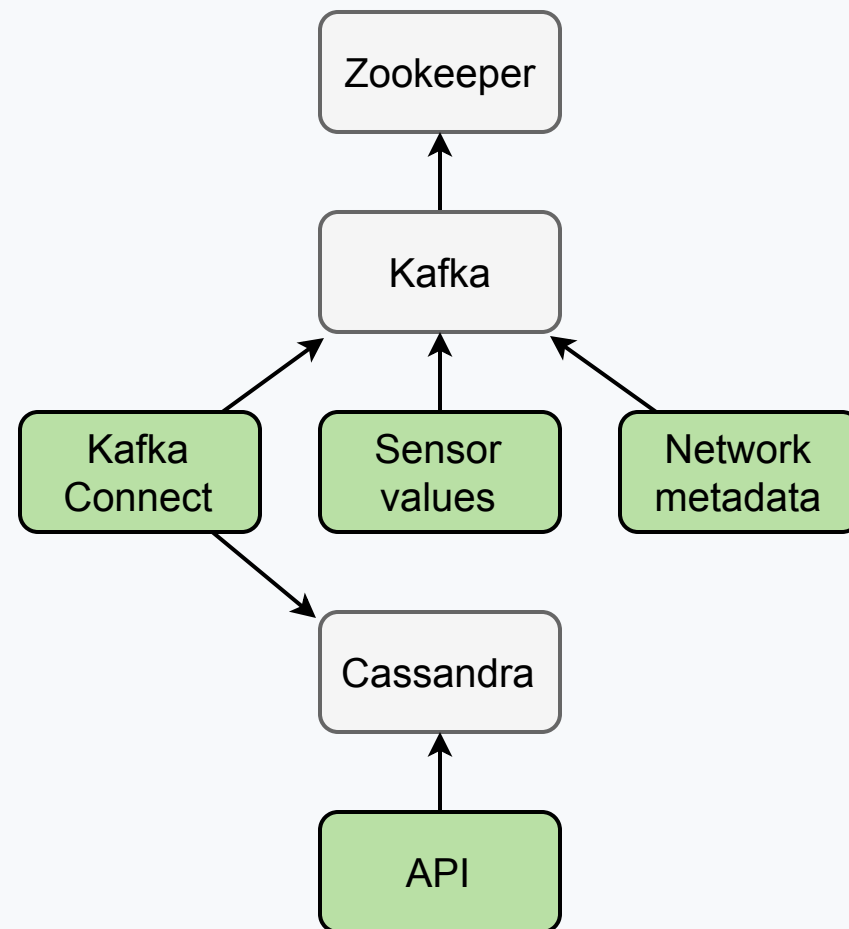 Zookeeper
Kafka
Kafka
Connect
Sensor
values
Network
metadata
Cassandra
API